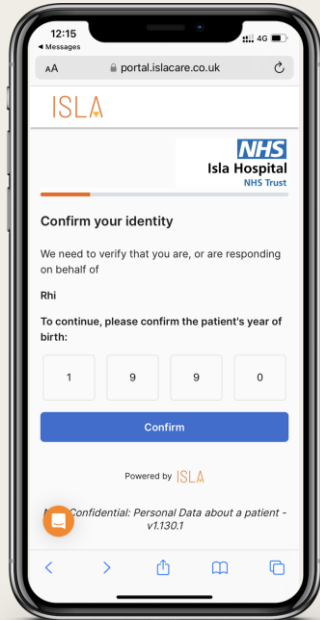 12:15
4G
Messages
AA
portal.islacare.co.uk
ISLA
NHS
Isla Hospital
NHS Trust
Confirm your identity
We need to verify that you are, or are responding
on behalf of
Rhi
To continue, please confirm the patient's year of
birth:
1 9 9 0
Confirm
Powered by ISLA
Confidential: Personal Data about a patient -
v1.130.1